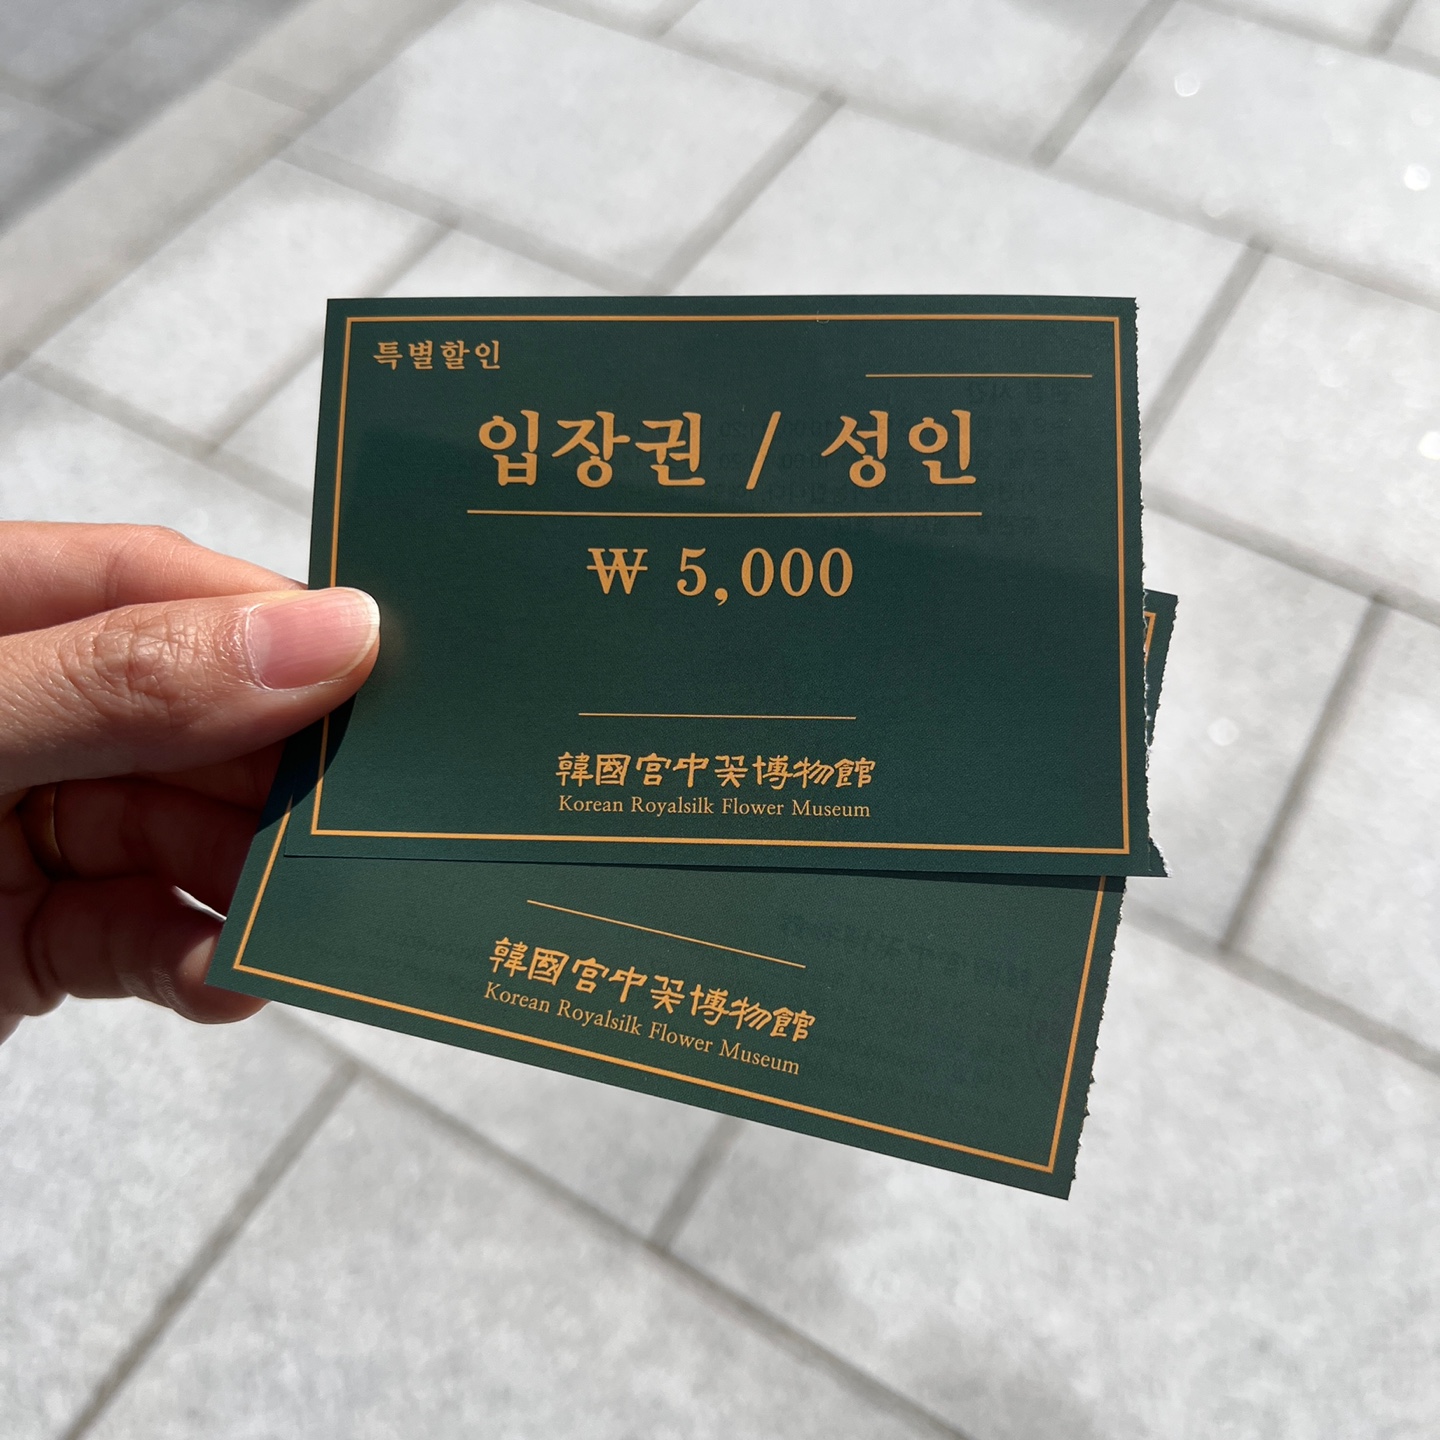 특별할인
입장권 / 성인
₩ 5,000
韓國宮中꽃博物館
Korean Royalsilk Flower Museum
韓國宮中꽃博物館
Korean Royalsilk Flower Museum